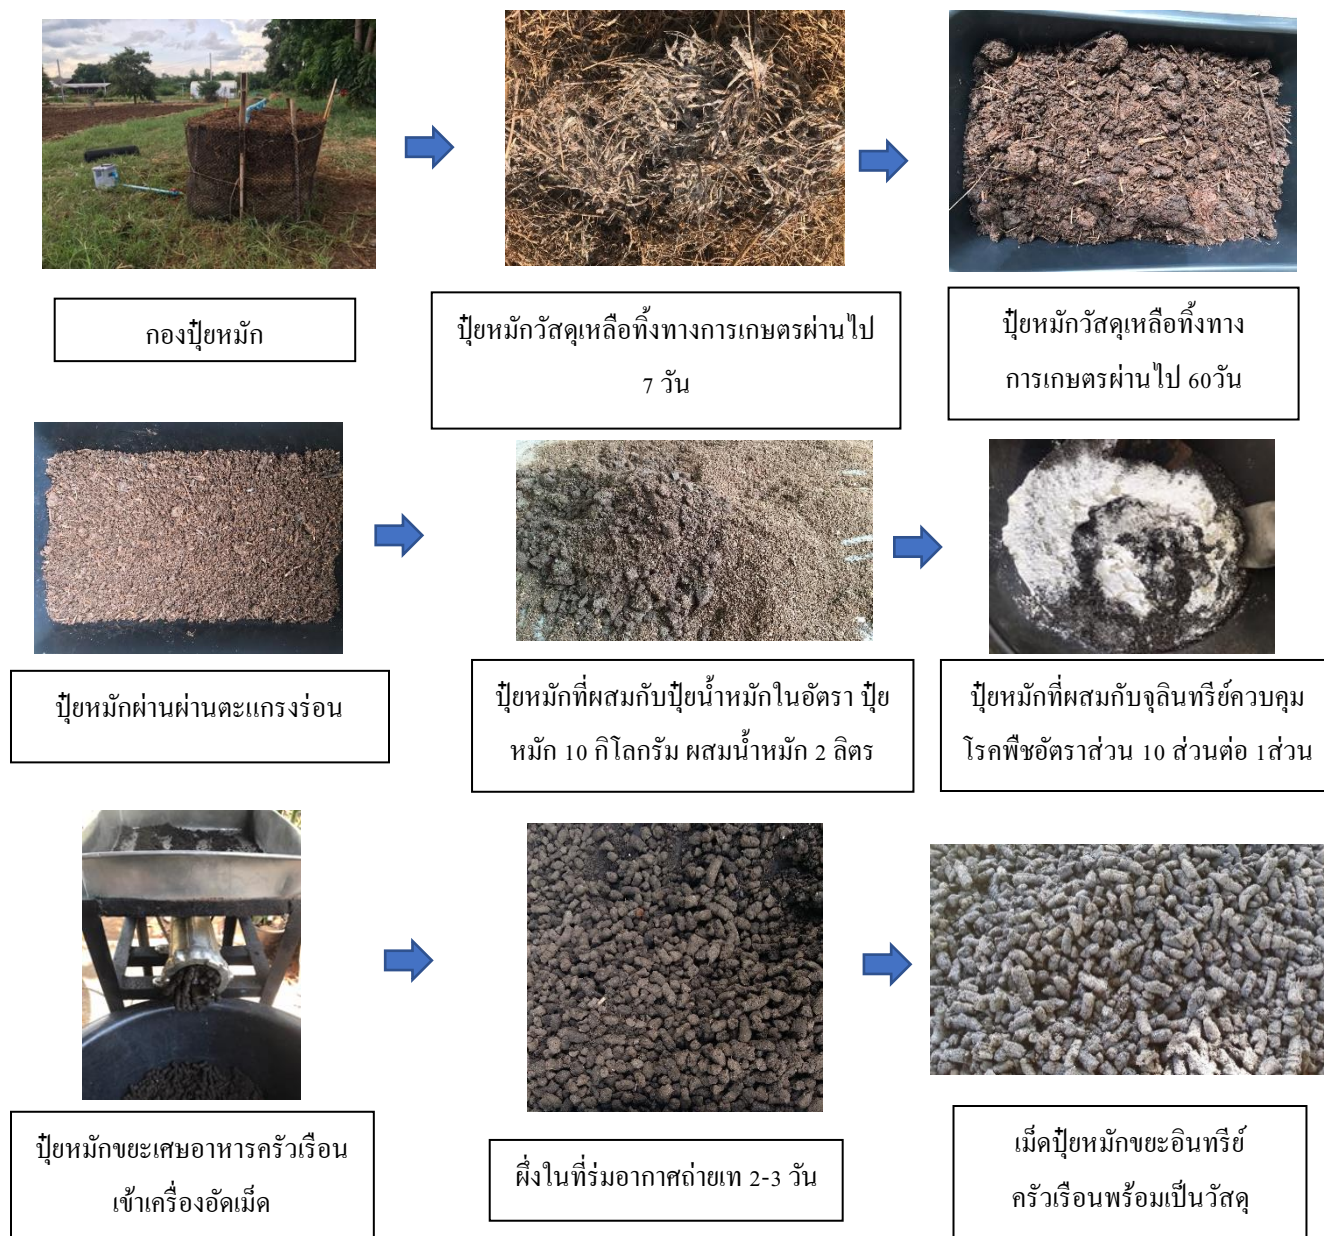 กองปุ๋ยหมัก
ปุ๋ยหมักวัสดุเหลือทิ้งทางการเกษตรผ่านไป
7 วัน
ปุ๋ยหมักวัสดุเหลือทิ้งทาง
การเกษตรผ่านไป 60วัน
ปุ๋ยหมักผ่านผ่านตะแกรงร่อน
ปุ๋ยหมักที่ผสมกับปุ๋ยน้ำหมักในอัตรา ปุ๋ย
หมัก 10 กิโลกรัม ผสมน้ำหมัก 2 ลิตร
ปุ๋ยหมักที่ผสมกับจุลินทรีย์ควบคุม
โรคพืชอัตราส่วน 10 ส่วนต่อ 1ส่วน
ปุ๋ยหมักขยะเศษอาหารครัวเรือน
เข้าเครื่องอัดเม็ด
ผึ่งในที่ร่มอากาศถ่ายเท 2-3 วัน
เม็ดปุ๋ยหมักขยะอินทรีย์
ครัวเรือนพร้อมเป็นวัสดุ